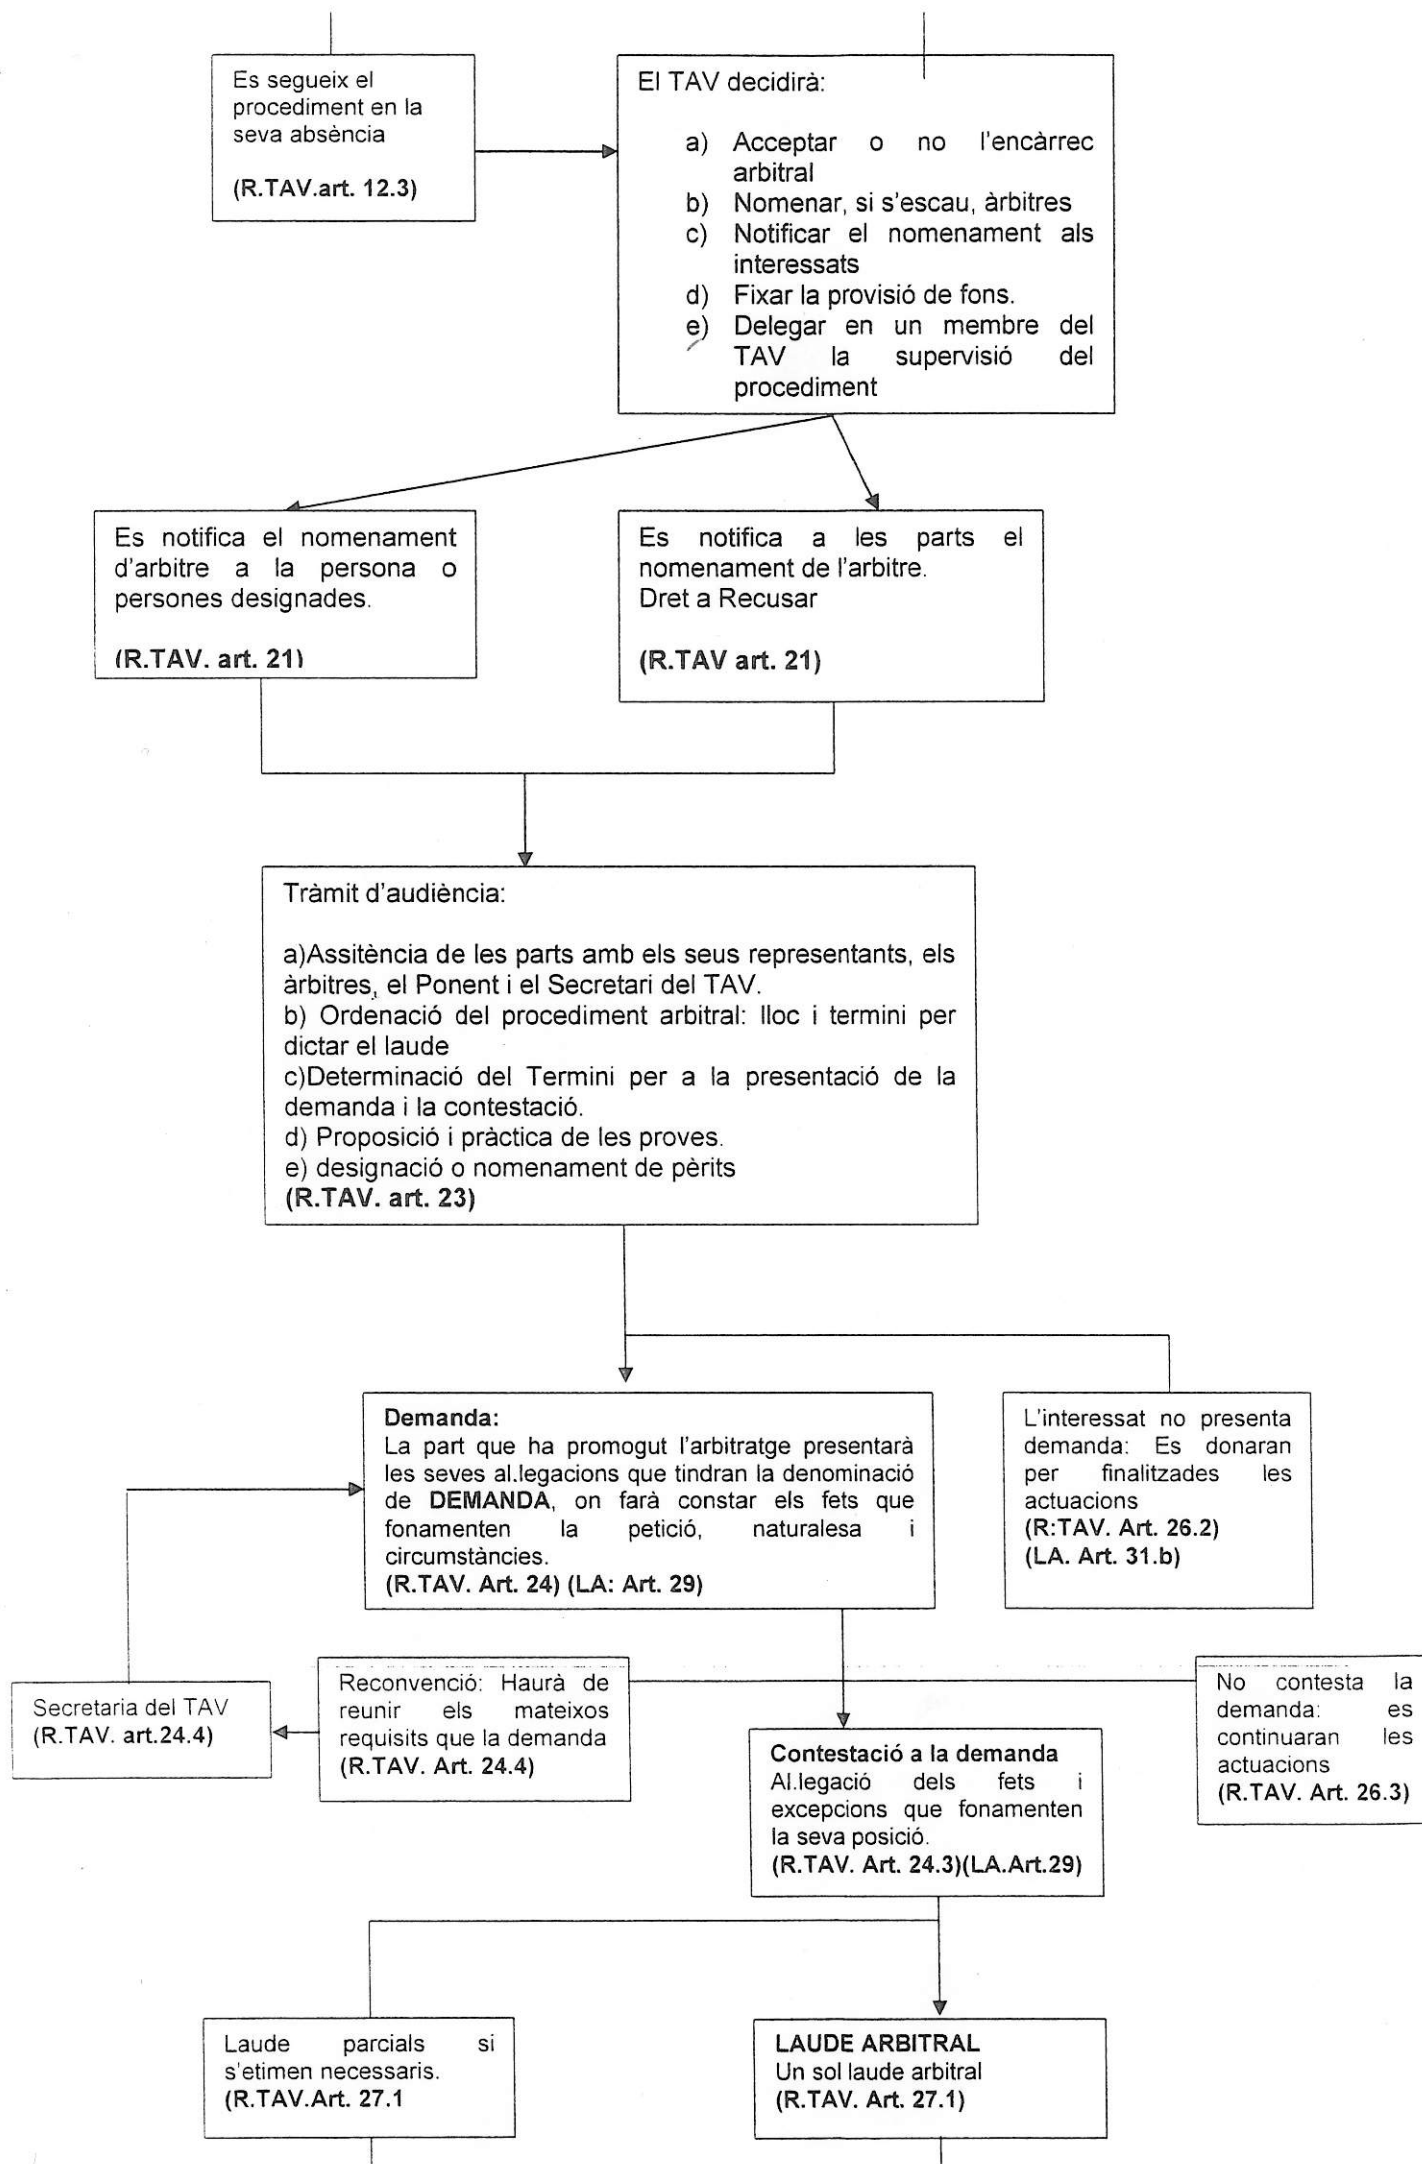 Es segueix el
procediment en la
seva absència
(R.TAV.art. 12.3)
El TAV decidirà:
a) Acceptar o no l'encàrrec
arbitral
b) Nomenar, si s'escau, àrbitres
c) Notificar el nomenament als
interessats
d) Fixar la provisió de fons.
e) Delegar en un membre del
TAV la supervisió del
procediment
Es notifica el nomenament
d'arbitre a la persona o
persones designades.
(R.TAV. art. 21)
Es notifica a les parts el
nomenament de l'arbitre.
Dret a Recusar
(R.TAV art. 21)
Tràmit d'audiència:
a)Assitència de les parts amb els seus representants, els
àrbitres, el Ponent i el Secretari del TAV.
b) Ordenació del procediment arbitral: lloc i termini per
dictar el laude
c)Determinació del Termini per a la presentació de la
demanda i la contestació.
d) Proposició i pràctica de les proves.
e) designació o nomenament de pèrits
(R.TAV. art. 23)
Demanda:
La part que ha promogut l'arbitratge presentarà
les seves al.legacions que tindran la denominació
de DEMANDA, on farà constar els fets que
fonamenten la petició, naturalesa i
circumstàncies.
(R.TAV. Art. 24) (LA: Art. 29)
L'interessat no presenta
demanda: Es donaran
per finalitzades les
actuacions
(R:TAV. Art. 26.2)
(LA. Art. 31.b)
Secretaria del TAV
(R.TAV. art.24.4)
Reconvenció: Haurà de
reunir els mateixos
requisits que la demanda
(R.TAV. Art. 24.4)
Contestació a la demanda
Al.legació dels fets i
excepcions que fonamenten
la seva posició.
(R.TAV. Art. 24.3)(LA.Art.29)
No contesta la
demanda: es
continuaran les
actuacions
(R.TAV. Art. 26.3)
Laude parcials si
s'etimen necessaris.
(R.TAV.Art. 27.1
LAUDE ARBITRAL
Un sol laude arbitral
(R.TAV. Art. 27.1)